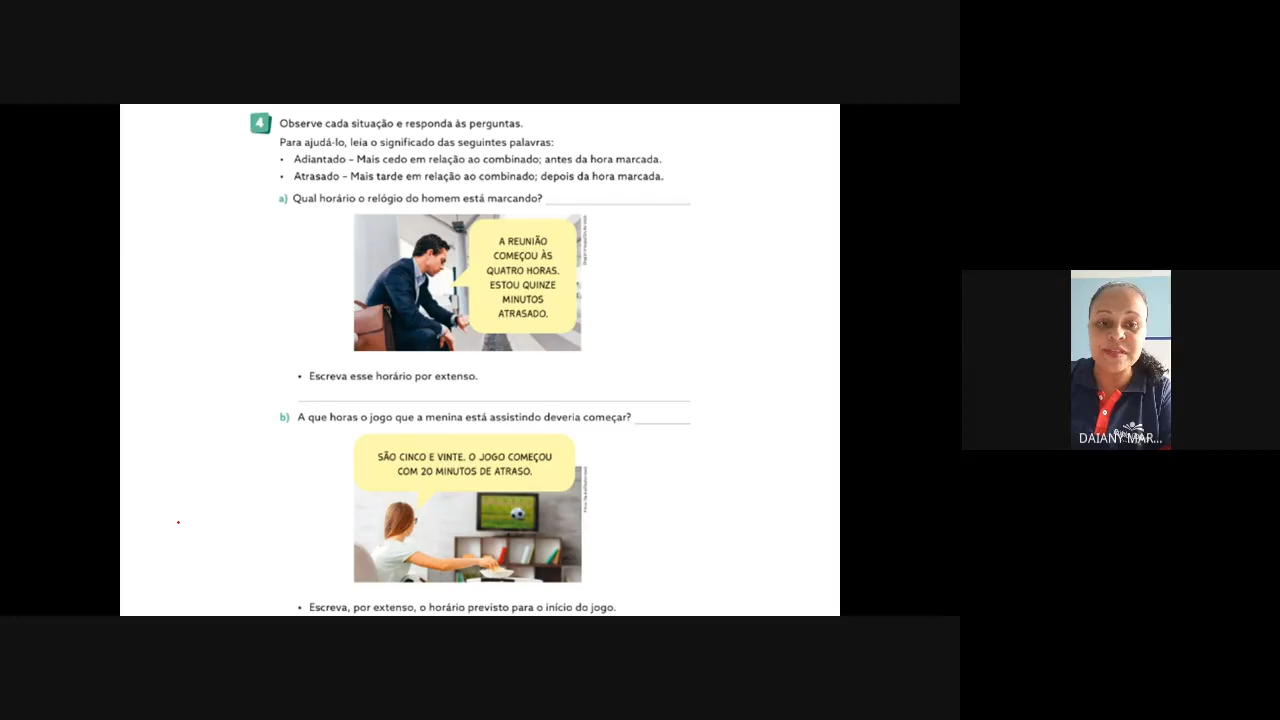 4 Observe cada situação e responda às perguntas.
Para ajudá-lo, leia o significado das seguintes palavras:
• Adiantado – Mais cedo em relação ao combinado; antes da hora marcada.
• Atrasado – Mais tarde em relação ao combinado; depois da hora marcada.
a) Qual horário o relógio do homem está marcando?
A REUNIÃO
COMEÇOU ÀS
QUATRO HORAS.
ESTOU QUINZE
MINUTOS
ATRASADO.
• Escreva esse horário por extenso.
b) A que horas o jogo que a menina está assistindo deveria começar?
SÃO CINCO E VINTE. O JOGO COMEÇOU
COM 20 MINUTOS DE ATRASO.
• Escreva, por extenso, o horário previsto para o início do jogo.
DAIANY MAR...